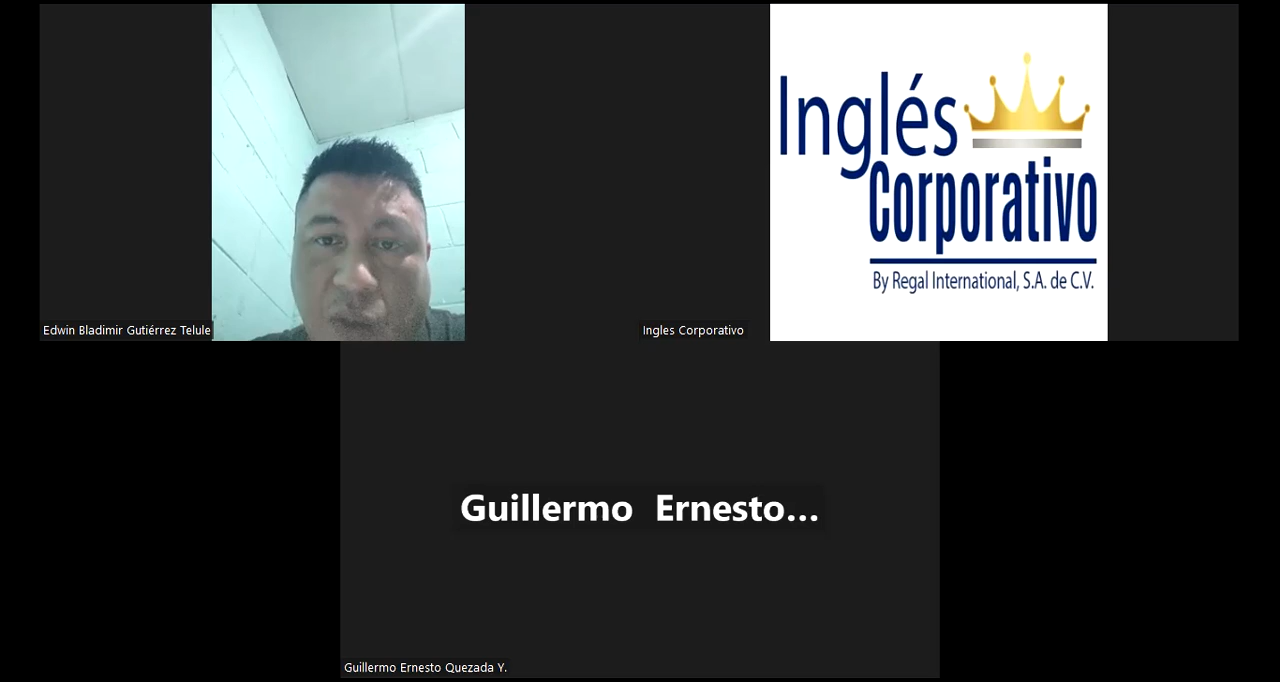 Inglés
Corporativo
By Regal International, S.A. de C.V.
Edwin Bladimir Gutiérrez Telule
Ingles Corporativo
Guillermo Ernesto...
Guillermo Ernesto Quezada Y.